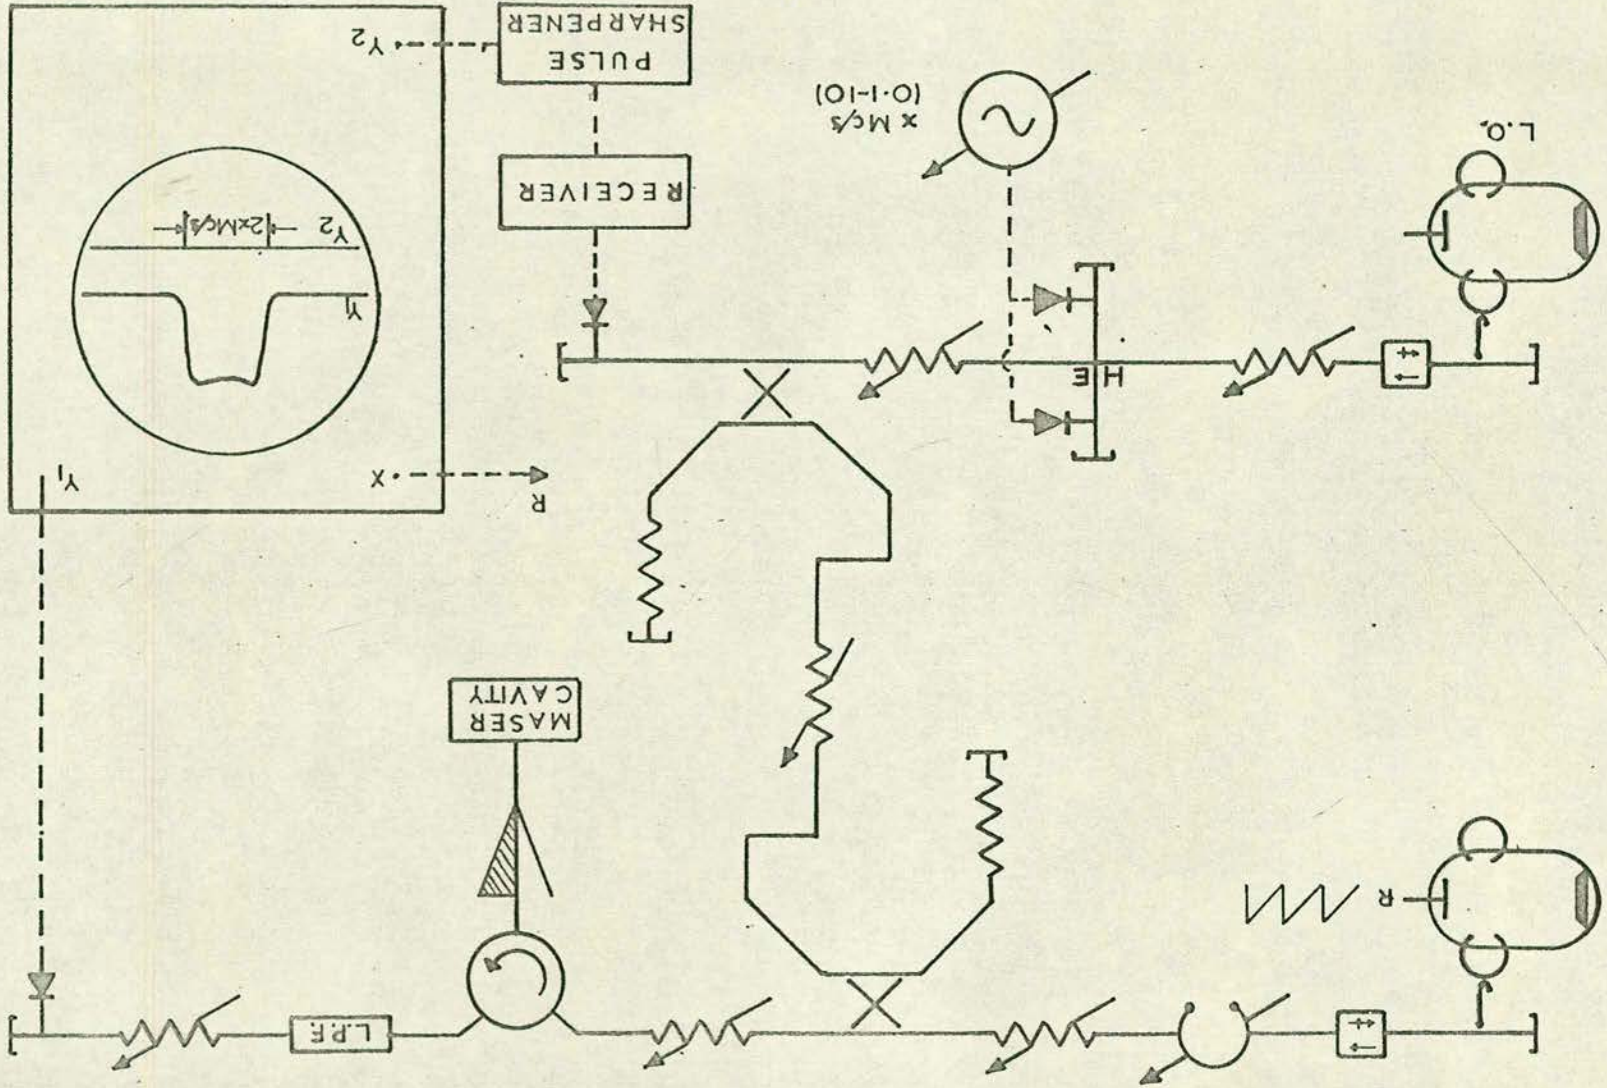 L.P.F.
R
MASER
CAVITY
R
X
Y1
H E
Y1
Y2
2xMc/s
RECEIVER
L.O.
x Mc/s
(0·1-10)
PULSE
SHARPENER
Y2